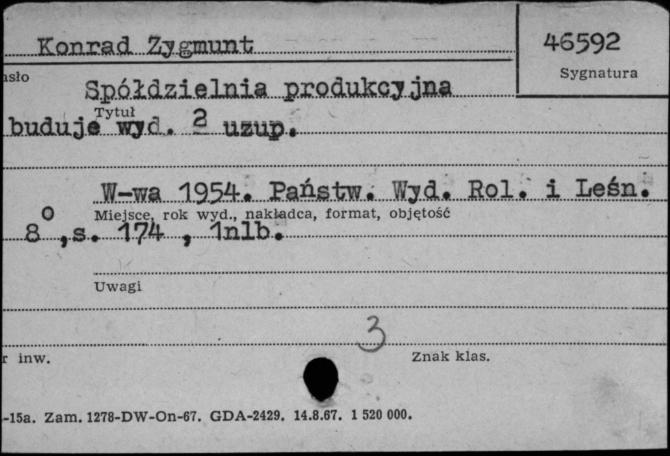 Konrad Zygmunt
46592
Sygnatura
asło
Spółdzielnia produkcyjna
Tytuł
buduje wyd. 2 uzup.
W-wa 1954. Państw. Wyd. Rol. i Leśn.
Miejsce, rok wyd., nakładca, format, objętość
8°, s. 174 , 1nlb.
Uwagi
3
r inw.
Znak klas.
-15a. Zam. 1278-DW-On-67. GDA-2429. 14.8.67. 1 520 000.